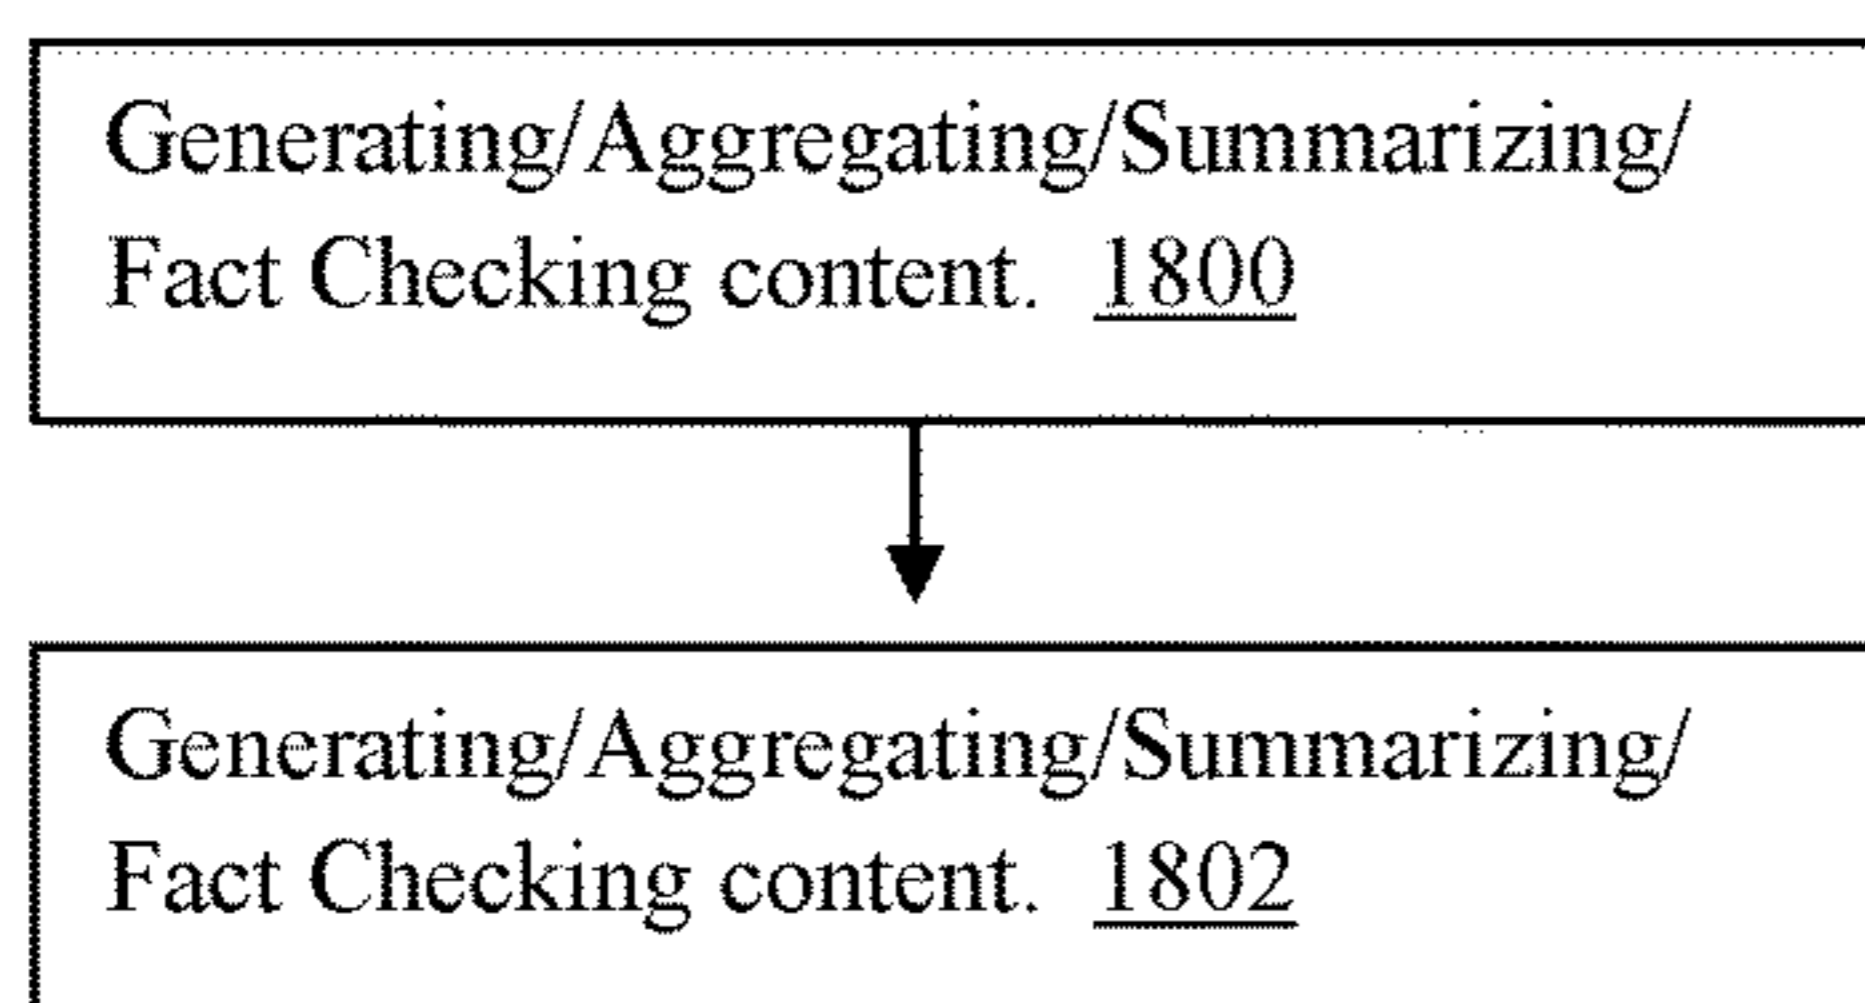 Generating/Aggregating/Summarizing/
Fact Checking content. 1800
Generating/Aggregating/Summarizing/
Fact Checking content. 1802